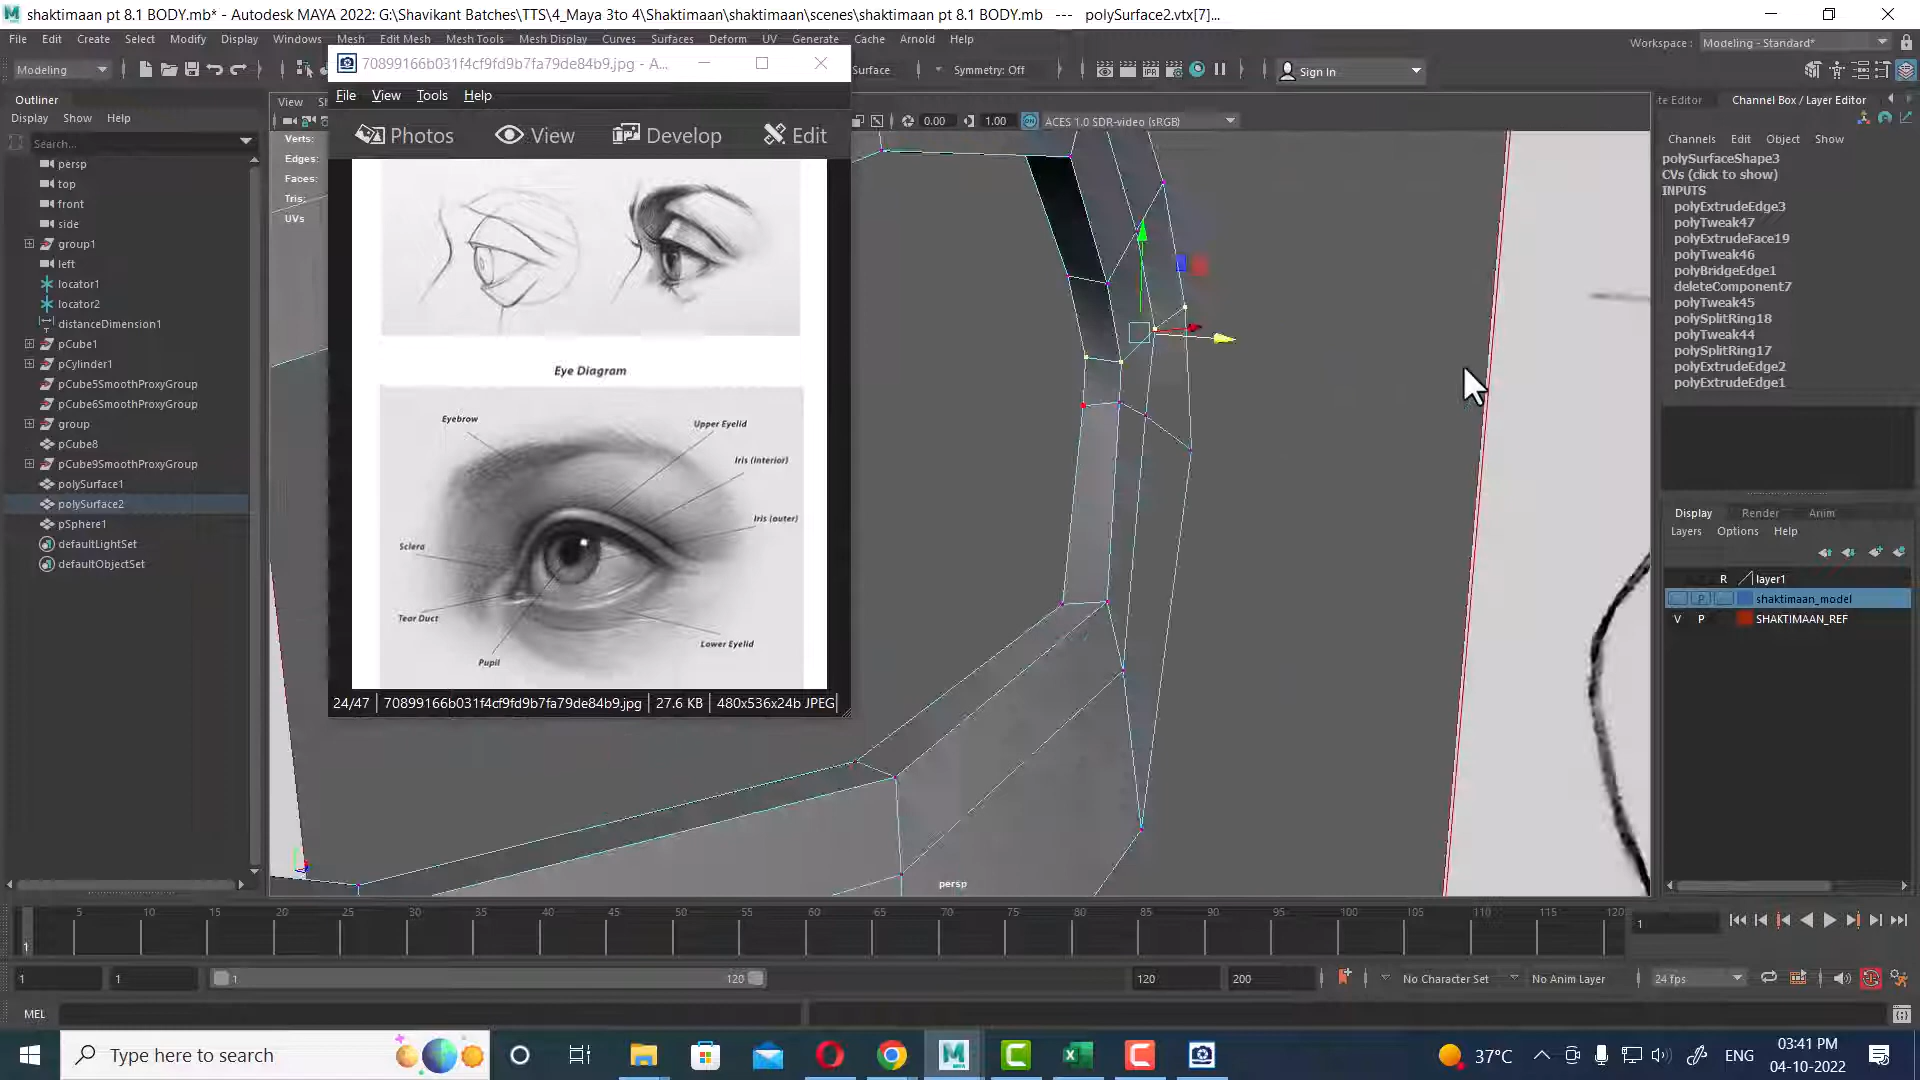 shaktimaan pt 8.1 BODY.mb* - Autodesk MAYA 2022: G:\Shavikant Batches\TTS\4_Maya 3to 4\Shaktimaan\shaktimaan\scenes\shaktimaan pt 8.1 BODY.mb --- polySurface2.vtx[7]...
File Edit Create Select Modify Display Windows Mesh Edit Mesh Mesh Tools Mesh Display Curves Surfaces Deform UV Generate Cache Arnold Help
Workspace : Modeling - Standard*
Modeling
Surface
Symmetry: Off
Sign In
70899166b031f4cf9fd9b7fa79de84b9.jpg - A...
File View Tools Help
Photos View Develop Edit
Outliner
Display Show Help
Search...
persp
top
front
side
group1
left
locator1
locator2
distanceDimension1
pCube1
pCylinder1
pCube5SmoothProxyGroup
pCube6SmoothProxyGroup
group
pCube8
pCube9SmoothProxyGroup
polySurface1
polySurface2
pSphere1
defaultLightSet
defaultObjectSet
View
Verts:
Edges:
Faces:
Tris:
UVs
0.00 1.00 ACES 1.0 SDR-video (sRGB)
Eye Diagram
Eyebrow
Upper Eyelid
Iris (interior)
Iris (outer)
Sclera
Tear Duct
Lower Eyelid
Pupil
24/47 70899166b031f4cf9fd9b7fa79de84b9.jpg 27.6 KB 480x536x24b JPEG
persp
Channel Box / Layer Editor
Channels Edit Object Show
polySurfaceShape3
CVs (click to show)
INPUTS
polyExtrudeEdge3
polyTweak47
polyExtrudeFace19
polyTweak46
polyBridgeEdge1
deleteComponent7
polyTweak45
polySplitRing18
polyTweak44
polySplitRing17
polyExtrudeEdge2
polyExtrudeEdge1
Display Render Anim
Layers Options Help
R layer1
P shaktimaan_model
V P SHAKTIMAAN_REF
5 10 15 20 25 30 35 40 45 50 55 60 65 70 75 80 85 90 95 100 105 110 115 120
1
1
1 1 1 120 120 200 No Character Set No Anim Layer 24 fps
MEL
Type here to search
37°C
ENG
03:41 PM
04-10-2022